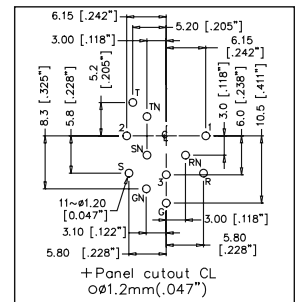 6.15 [.242"]
5.20 [.205"]
3.00 [.118"]
6.15
[.242"]
5.2
[.205"]
8.3 [.325"]
5.8 [.228"]
3.0 [.118"]
6.0 [.238"]
10.5 [.411"]
T
TN
2
1
SN
RN
S
3
R
GN
G
11~ø1.20
[0.047"]
3.00 [.118"]
3.10 [.122"]
5.80 [.228"]
5.80
[.228"]
+Panel cutout CL
oø1.2mm(.047")